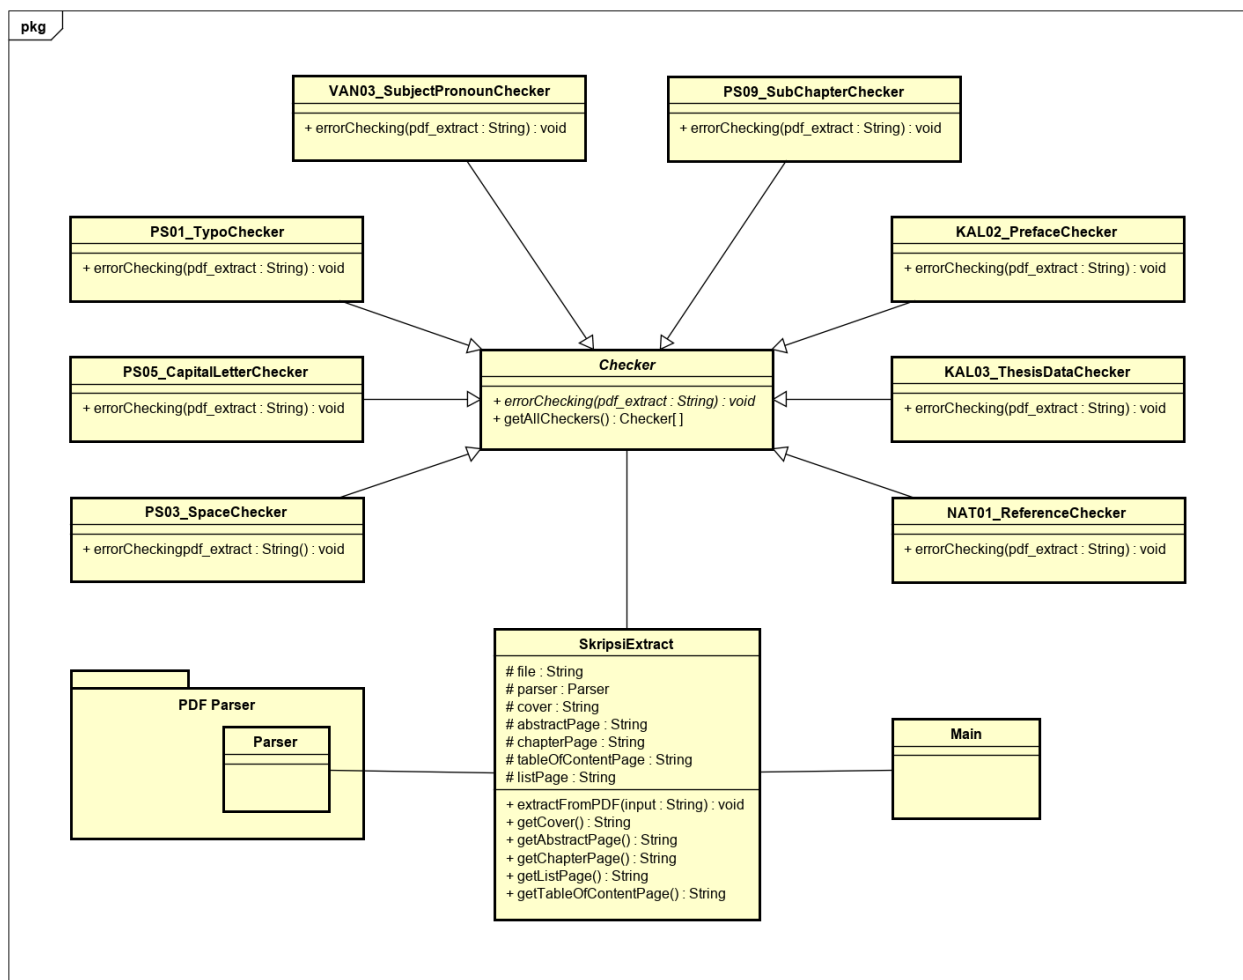 pkg
VAN03_SubjectPronounChecker
+ errorChecking(pdf_extract : String) : void
PS09_SubChapterChecker
+ errorChecking(pdf_extract : String) : void
PS01_TypoChecker
+ errorChecking(pdf_extract : String) : void
KAL02_PrefaceChecker
+ errorChecking(pdf_extract : String) : void
PS05_CapitalLetterChecker
+ errorChecking(pdf_extract : String) : void
Checker
+ errorChecking(pdf_extract : String) : void
+ getAllCheckers() : Checker[ ]
KAL03_ThesisDataChecker
+ errorChecking(pdf_extract : String) : void
PS03_SpaceChecker
+ errorCheckingpdf_extract : String() : void
NAT01_ReferenceChecker
+ errorChecking(pdf_extract : String) : void
PDF Parser
Parser
SkripsiExtract
# file : String
# parser : Parser
# cover : String
# abstractPage : String
# chapterPage : String
# tableOfContentPage : String
# listPage : String
+ extractFromPDF(input : String) : void
+ getCover() : String
+ getAbstractPage() : String
+ getChapterPage() : String
+ getListPage() : String
+ getTableOfContentPage() : String
Main